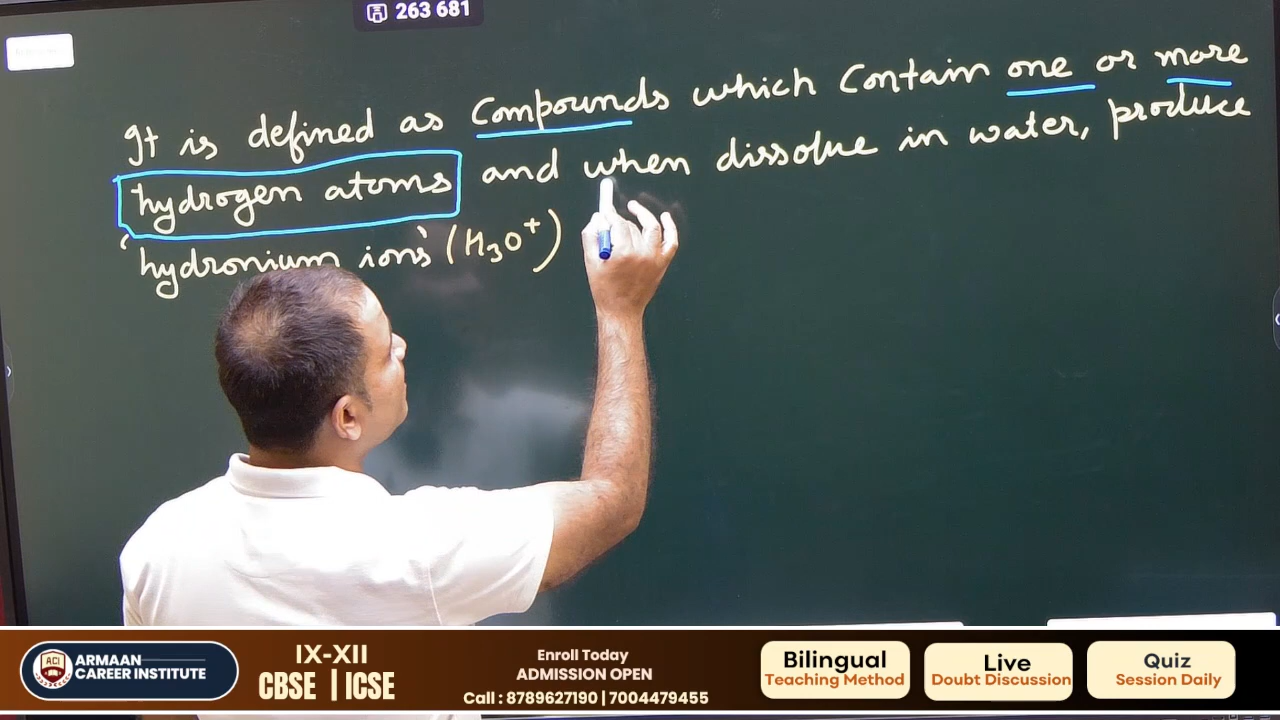 263 681
It is defined as Compounds which Contain one or more
hydrogen atoms and when dissolve in water, produce
'hydronium ions' (H₃O⁺)
ACI
ARMAAN
CAREER INSTITUTE
IX-XII
CBSE | ICSE
Enroll Today
ADMISSION OPEN
Call : 8789627190 | 7004479455
Bilingual
Teaching Method
Live
Doubt Discussion
Quiz
Session Daily